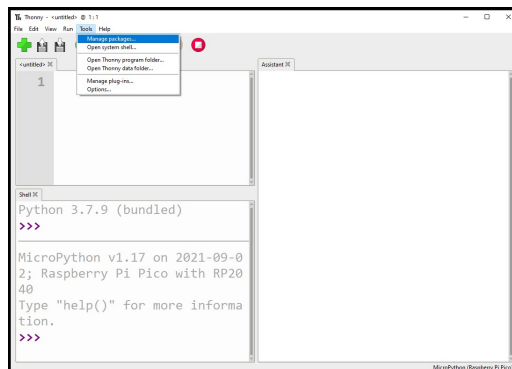 Thonny - <untitled> @ 1:1
File Edit View Run Tools Help
Manage packages...
Open system shell...
Open Thonny program folder...
Open Thonny data folder...
Manage plug-ins...
Options...
<untitled>
Assistant
1
Shell
Python 3.7.9 (bundled)
>>>
MicroPython v1.17 on 2021-09-0
2; Raspberry Pi Pico with RP20
40
Type "help()" for more informa
tion.
>>>
MicroPython (Raspberry Pi Pico)